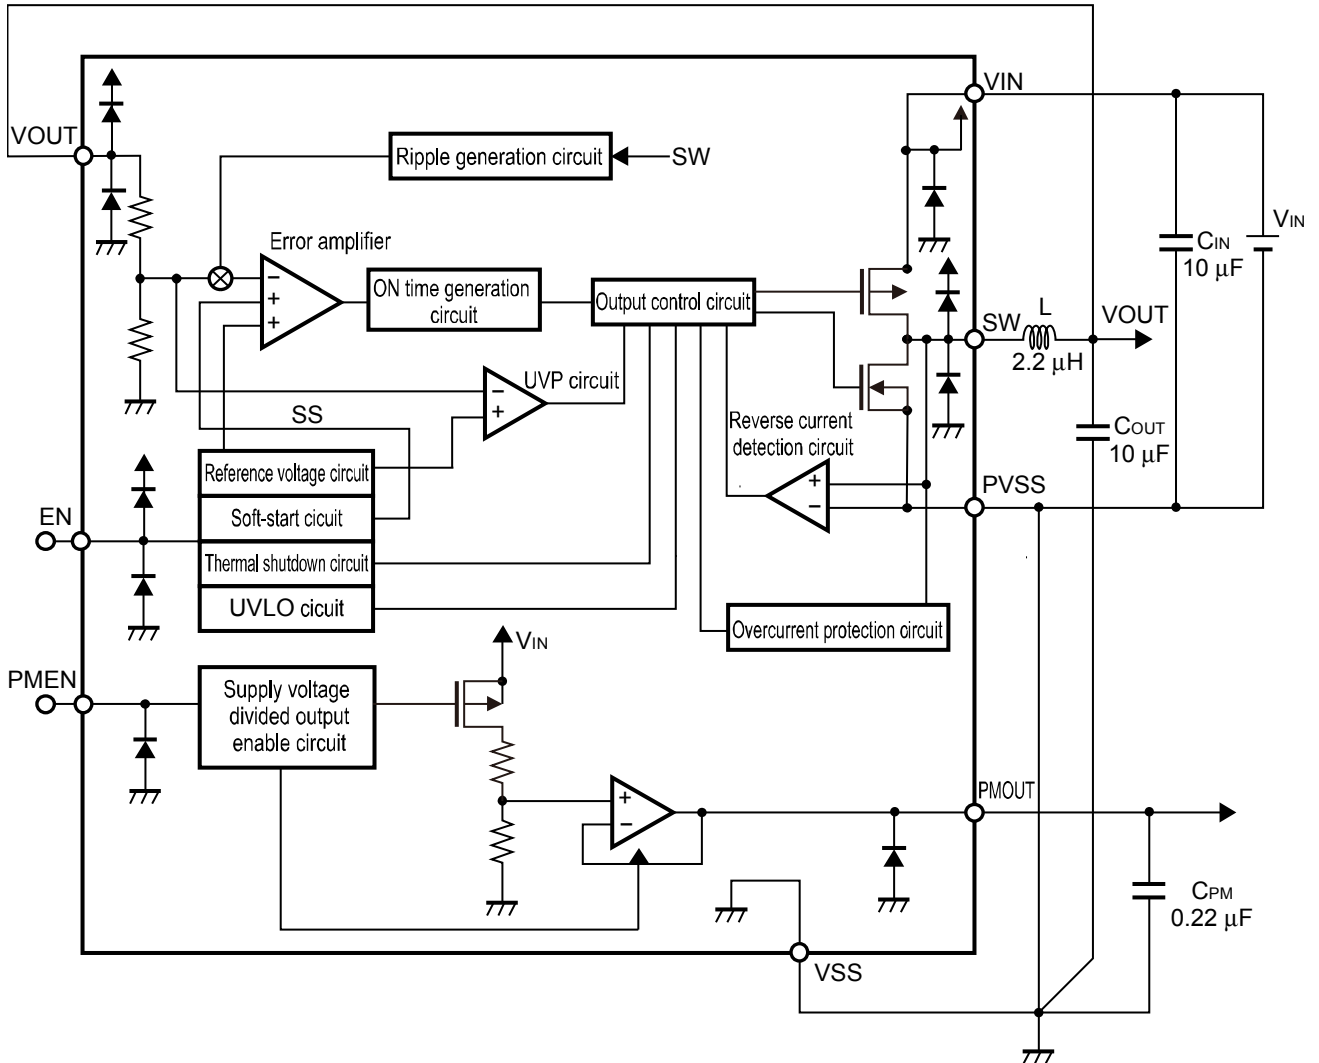 VIN
VOUT
Ripple generation circuit
SW
VIN
Error amplifier
CIN
10 µF
−
+
+
ON time generation
circuit
Output control circuit
SW
L
2.2 µH
VOUT
UVP circuit
−
+
SS
Reverse current
detection circuit
COUT
10 µF
Reference voltage circuit
+
−
PVSS
EN
Soft-start cicuit
Thermal shutdown circuit
UVLO cicuit
Overcurrent protection circuit
VIN
PMEN
Supply voltage
divided output
enable circuit
+
−
PMOUT
CPM
0.22 µF
VSS